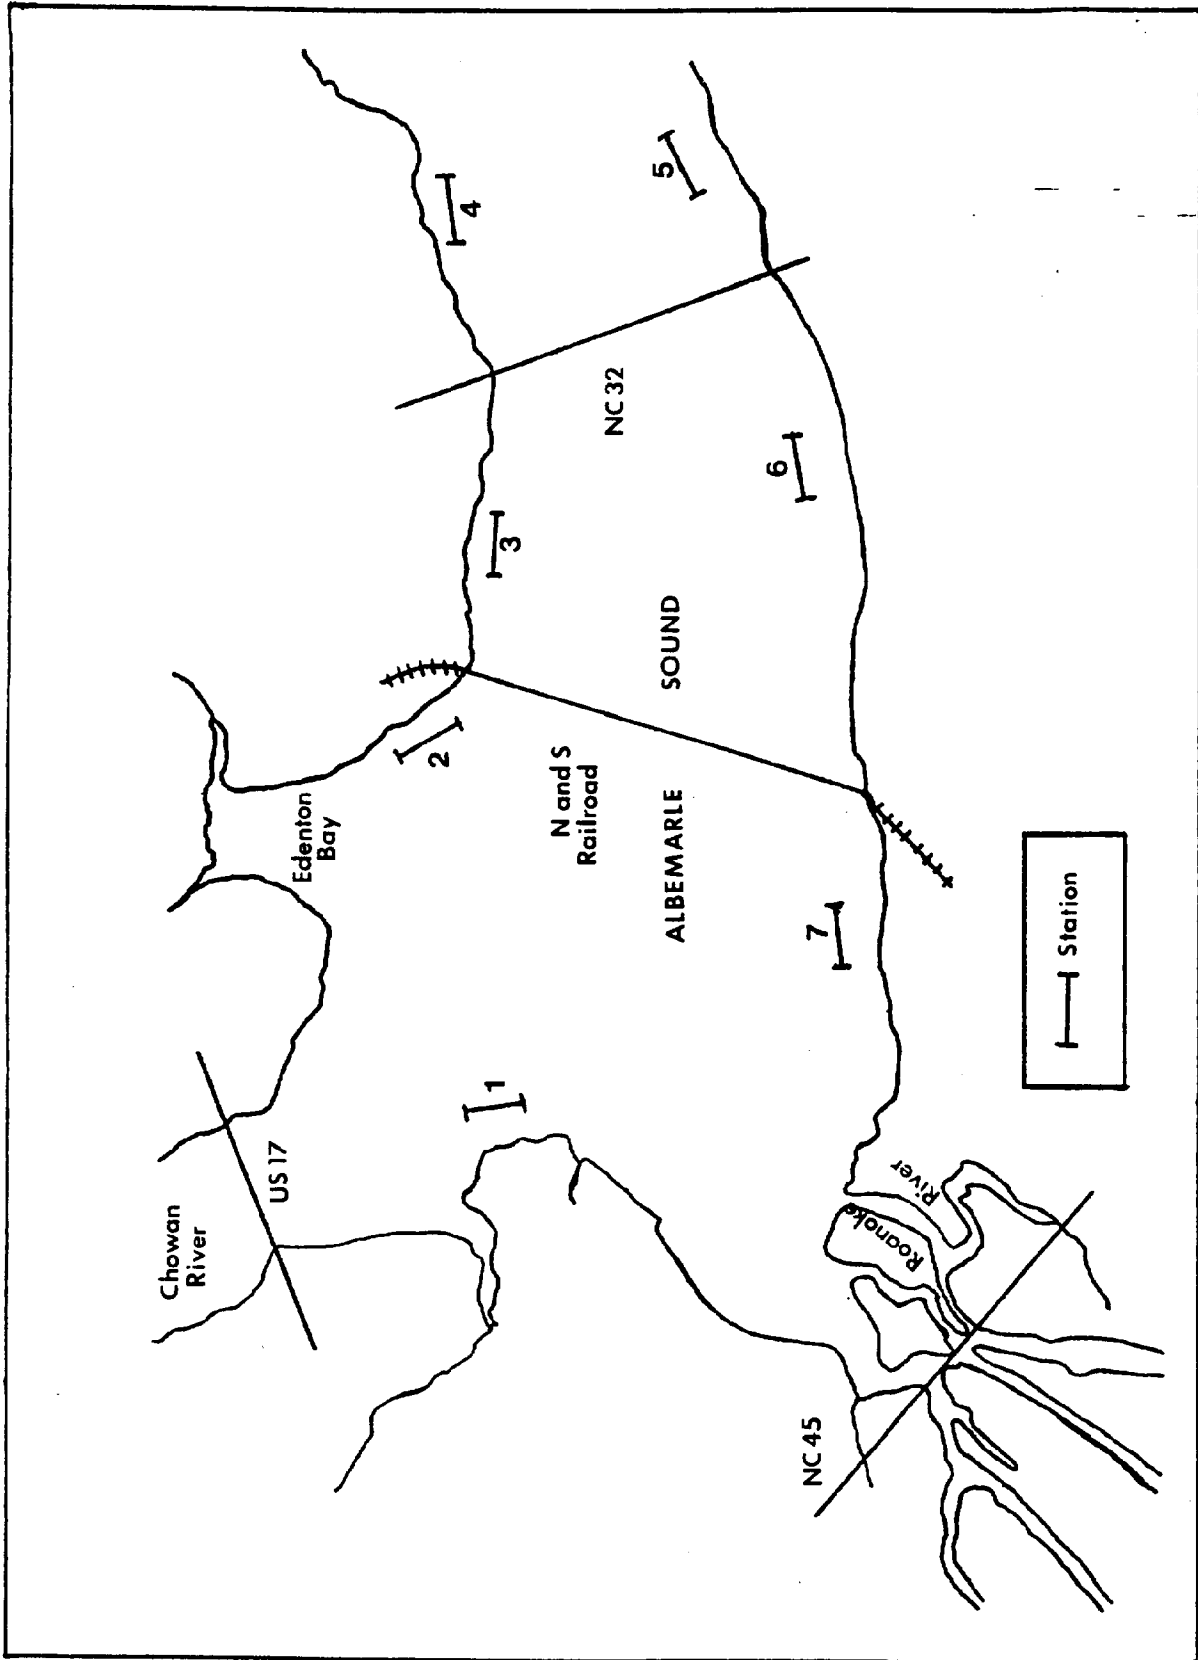 Chowan
River
US 17
Edenton
Bay
1
2
3
4
5
6
7
N and S
Railroad
NC 32
ALBEMARLE
SOUND
NC 45
Roanoke
River
Station